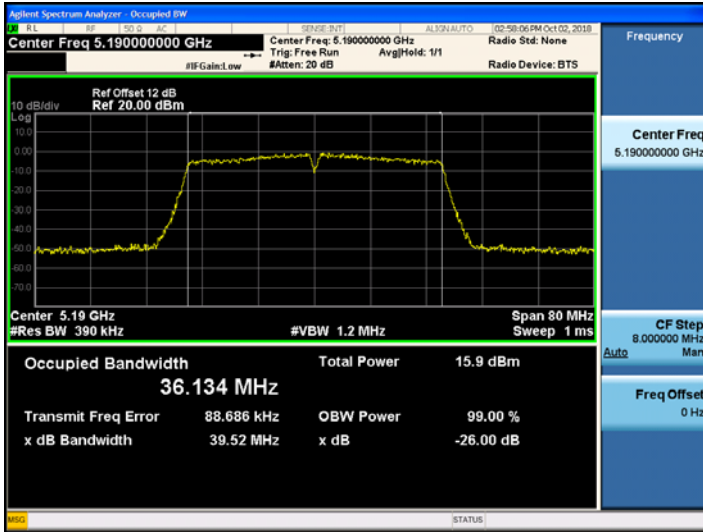 Agilent Spectrum Analyzer - Occupied BW
RL RF 50 Ω AC SENSE:INT ALIGNAUTO 02:58:06 PM Oct 02, 2018
Center Freq 5.190000000 GHz
Center Freq: 5.190000000 GHz
Radio Std: None
Trig: Free Run Avg|Hold: 1/1
#IFGain:Low #Atten: 20 dB Radio Device: BTS
Ref Offset 12 dB
10 dB/div Ref 20.00 dBm
Log
10.0
0.00
-10.0
-20.0
-30.0
-40.0
-50.0
-60.0
-70.0
Center 5.19 GHz Span 80 MHz
#Res BW 390 kHz #VBW 1.2 MHz Sweep 1 ms
Occupied Bandwidth Total Power 15.9 dBm
36.134 MHz
Transmit Freq Error 88.686 kHz OBW Power 99.00 %
x dB Bandwidth 39.52 MHz x dB -26.00 dB
MSG STATUS
Frequency
Center Freq
5.190000000 GHz
CF Step
8.000000 MHz
Auto Man
Freq Offset
0 Hz